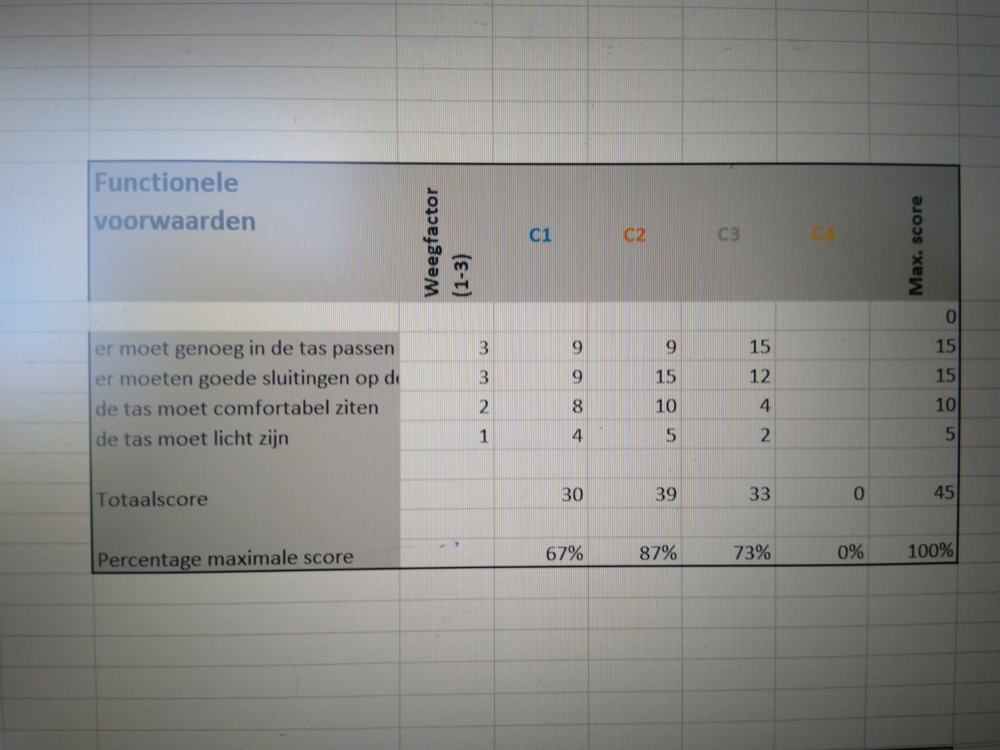 Functionele
voorwaarden
Weegfactor
(1-3)
C1 C2 C3 C4 Max. score
0
er moet genoeg in de tas passen 3 9 9 15 15
er moeten goede sluitingen op 3 9 15 12 15
de tas moet comfortabel ziten 2 8 10 4 10
de tas moet licht zijn 1 4 5 2 5
Totaalscore 30 39 33 0 45
Percentage maximale score 67% 87% 73% 0% 100%